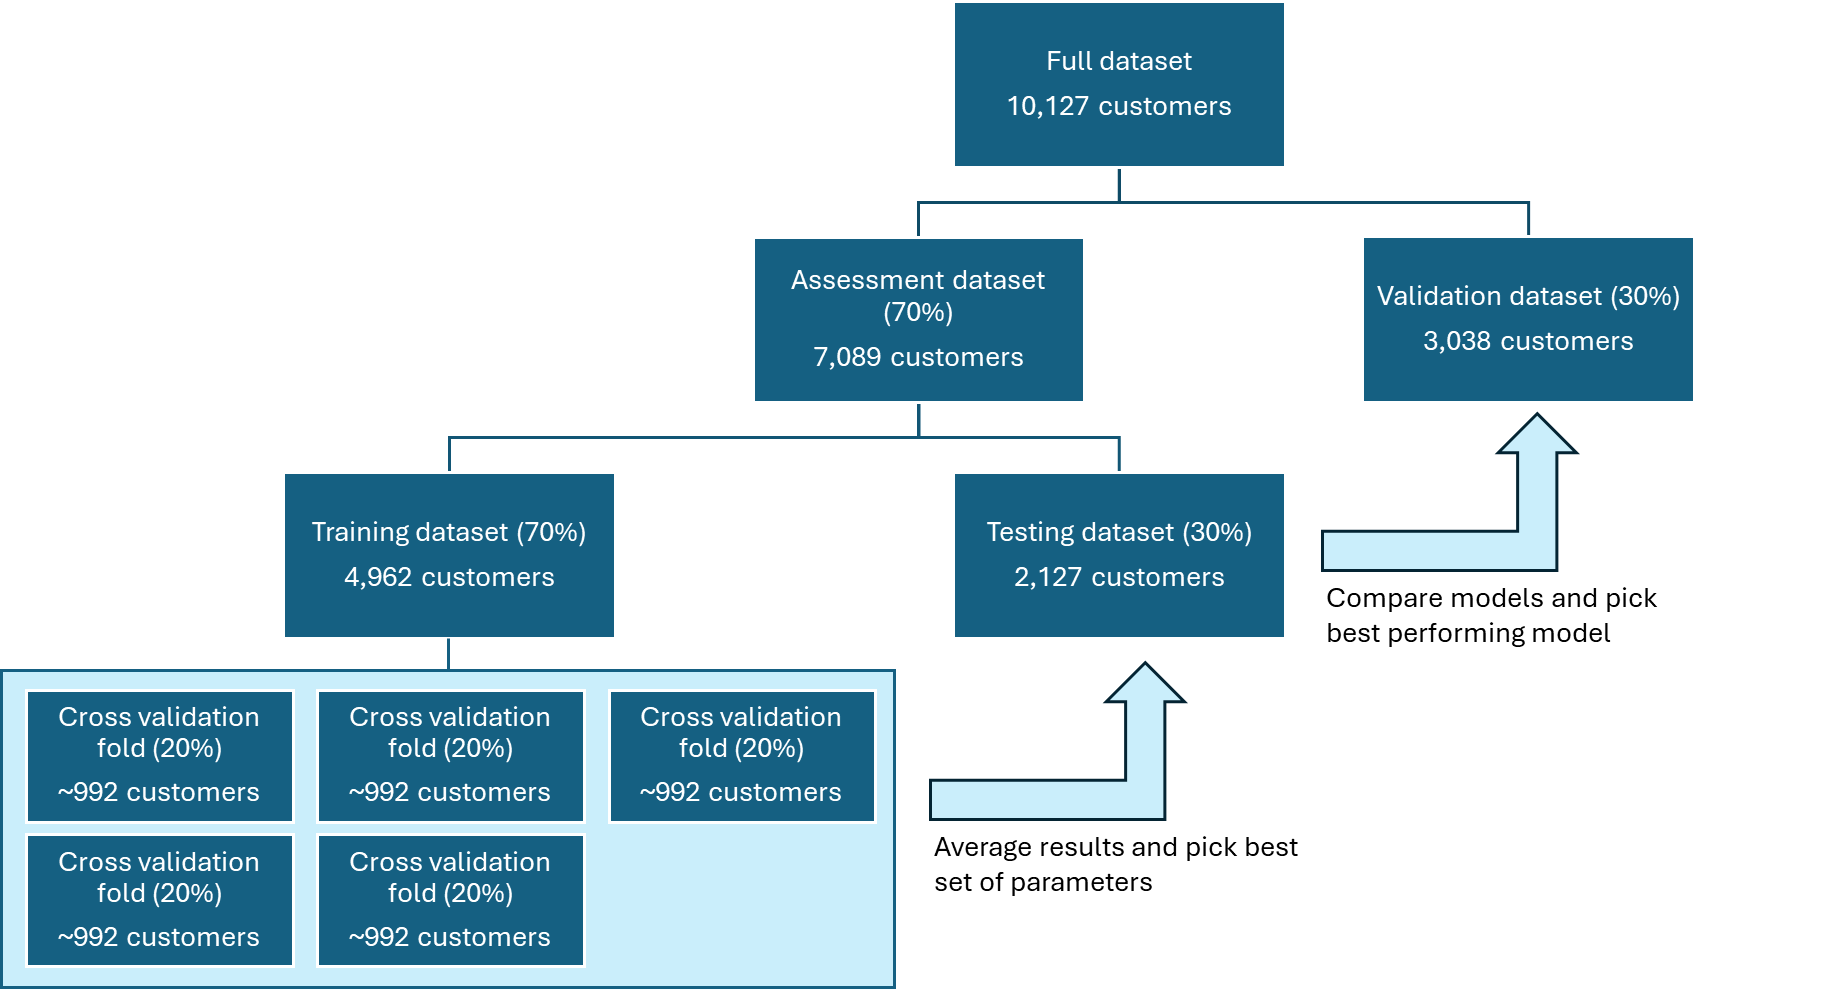 Full dataset
10,127 customers
Assessment dataset
(70%)
7,089 customers
Validation dataset (30%)
3,038 customers
Training dataset (70%)
4,962 customers
Testing dataset (30%)
2,127 customers
Compare models and pick
best performing model
Cross validation
fold (20%)
~992 customers
Cross validation
fold (20%)
~992 customers
Cross validation
fold (20%)
~992 customers
Cross validation
fold (20%)
~992 customers
Cross validation
fold (20%)
~992 customers
Average results and pick best
set of parameters